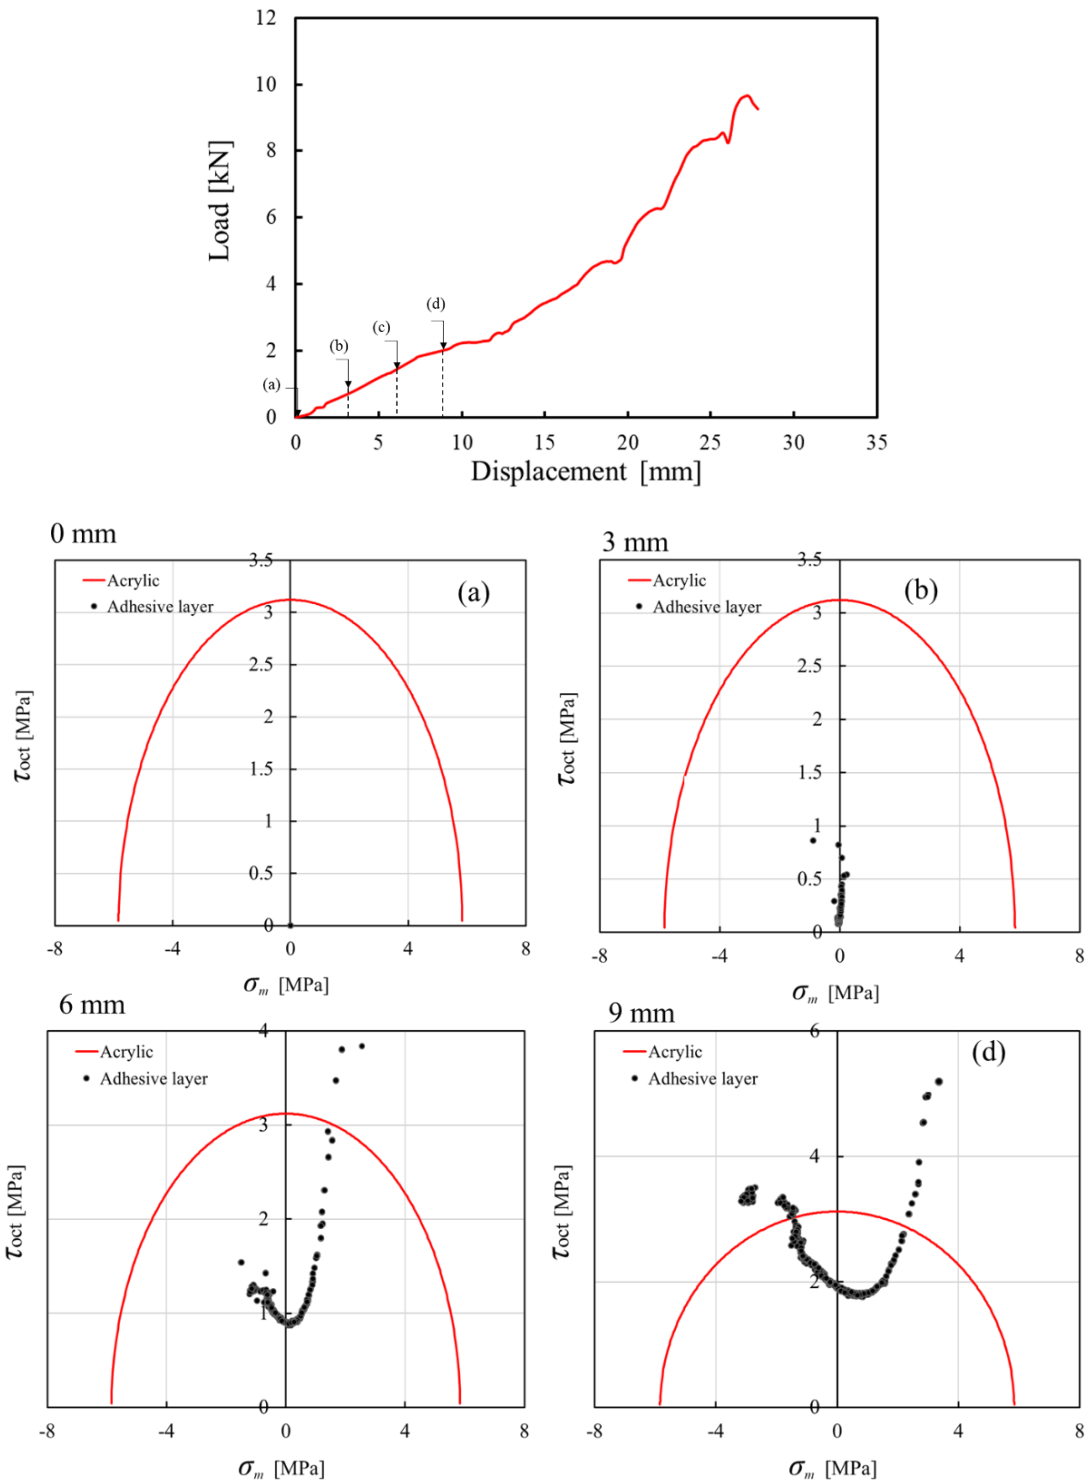 12
10
8
6
4
2
0
Load [kN]
(a)
(b)
(c)
(d)
0 5 10 15 20 25 30 35
Displacement [mm]
0 mm
3.5
3
2.5
2
1.5
1
0.5
0
Acrylic
Adhesive layer
(a)
τoct [MPa]
-8 -4 0 4 8
σm [MPa]
3 mm
3.5
3
2.5
2
1.5
1
0.5
0
Acrylic
Adhesive layer
(b)
τoct [MPa]
-8 -4 0 4 8
σm [MPa]
6 mm
4
3
2
1
0
Acrylic
Adhesive layer
τoct [MPa]
-8 -4 0 4 8
σm [MPa]
9 mm
6
4
2
0
Acrylic
Adhesive layer
(d)
τoct [MPa]
-8 -4 0 4 8
σm [MPa]